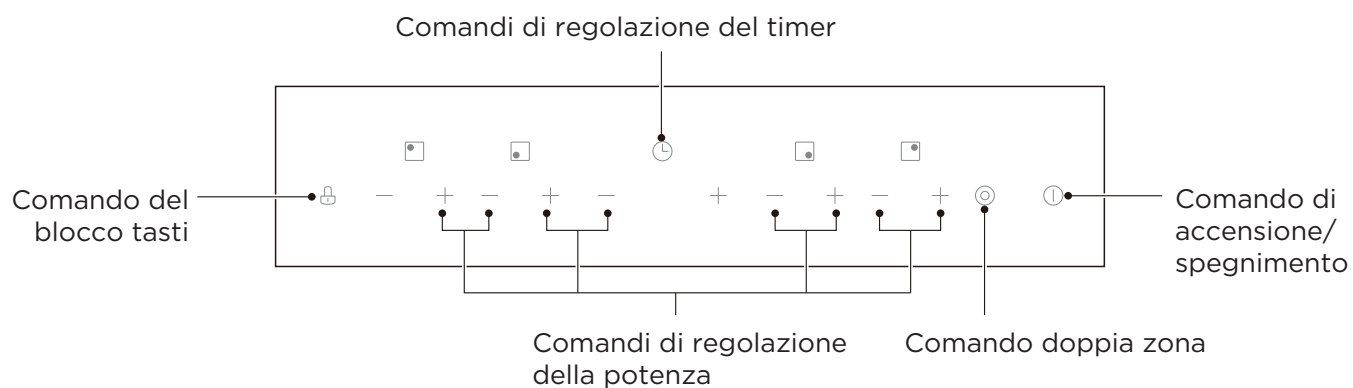 Comandi di regolazione del timer
Comando del
blocco tasti
− + − + − + − + − +
Comando di
accensione/
spegnimento
Comandi di regolazione
della potenza
Comando doppia zona